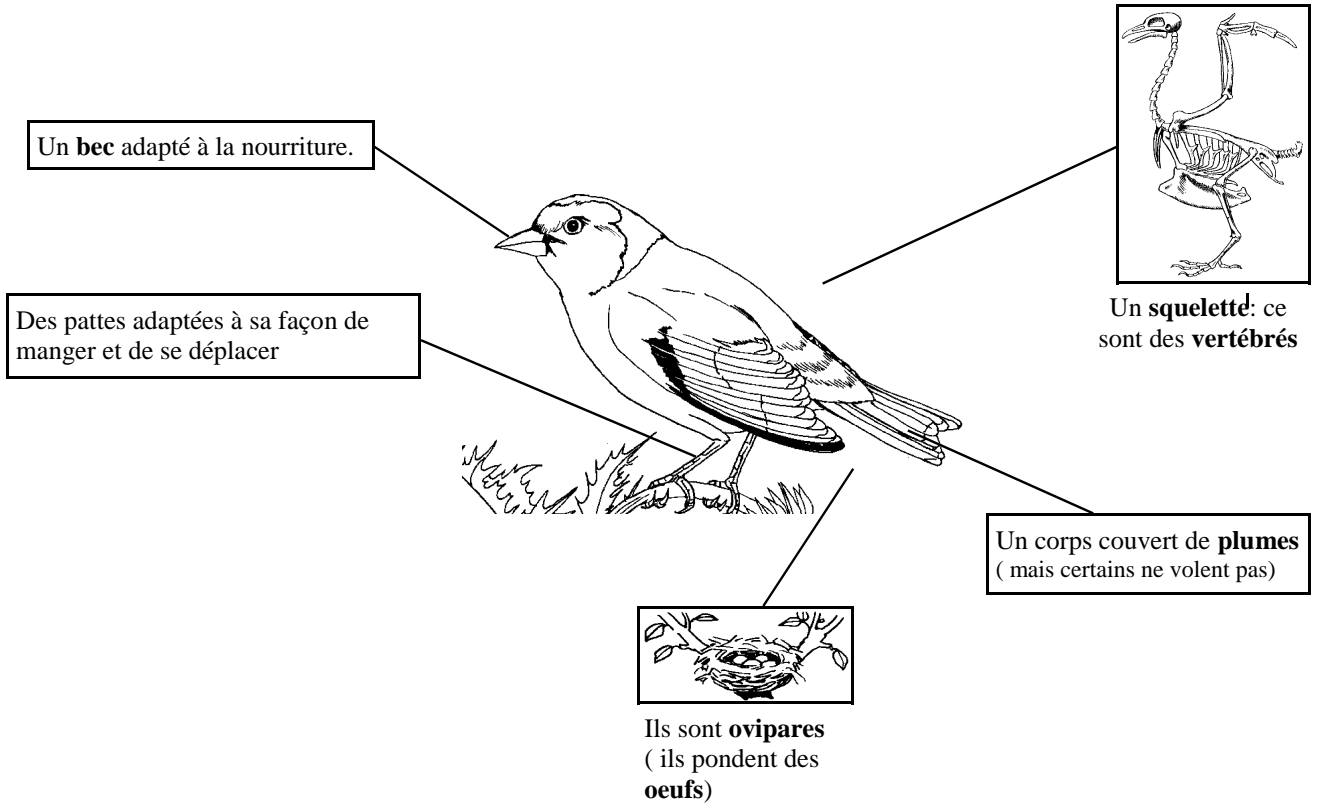 Un bec adapté à la nourriture.
Des pattes adaptées à sa façon de
manger et de se déplacer
Un squelette: ce
sont des vertébrés
Un corps couvert de plumes
( mais certains ne volent pas)
Ils sont ovipares
( ils pondent des
oeufs)